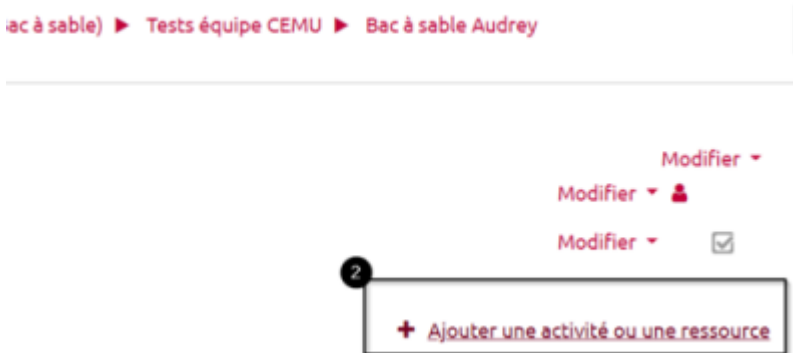 ac à sable) ▶ Tests équipe CEMU ▶ Bac à sable Audrey
Modifier
Modifier
Modifier
2
+ Ajouter une activité ou une ressource